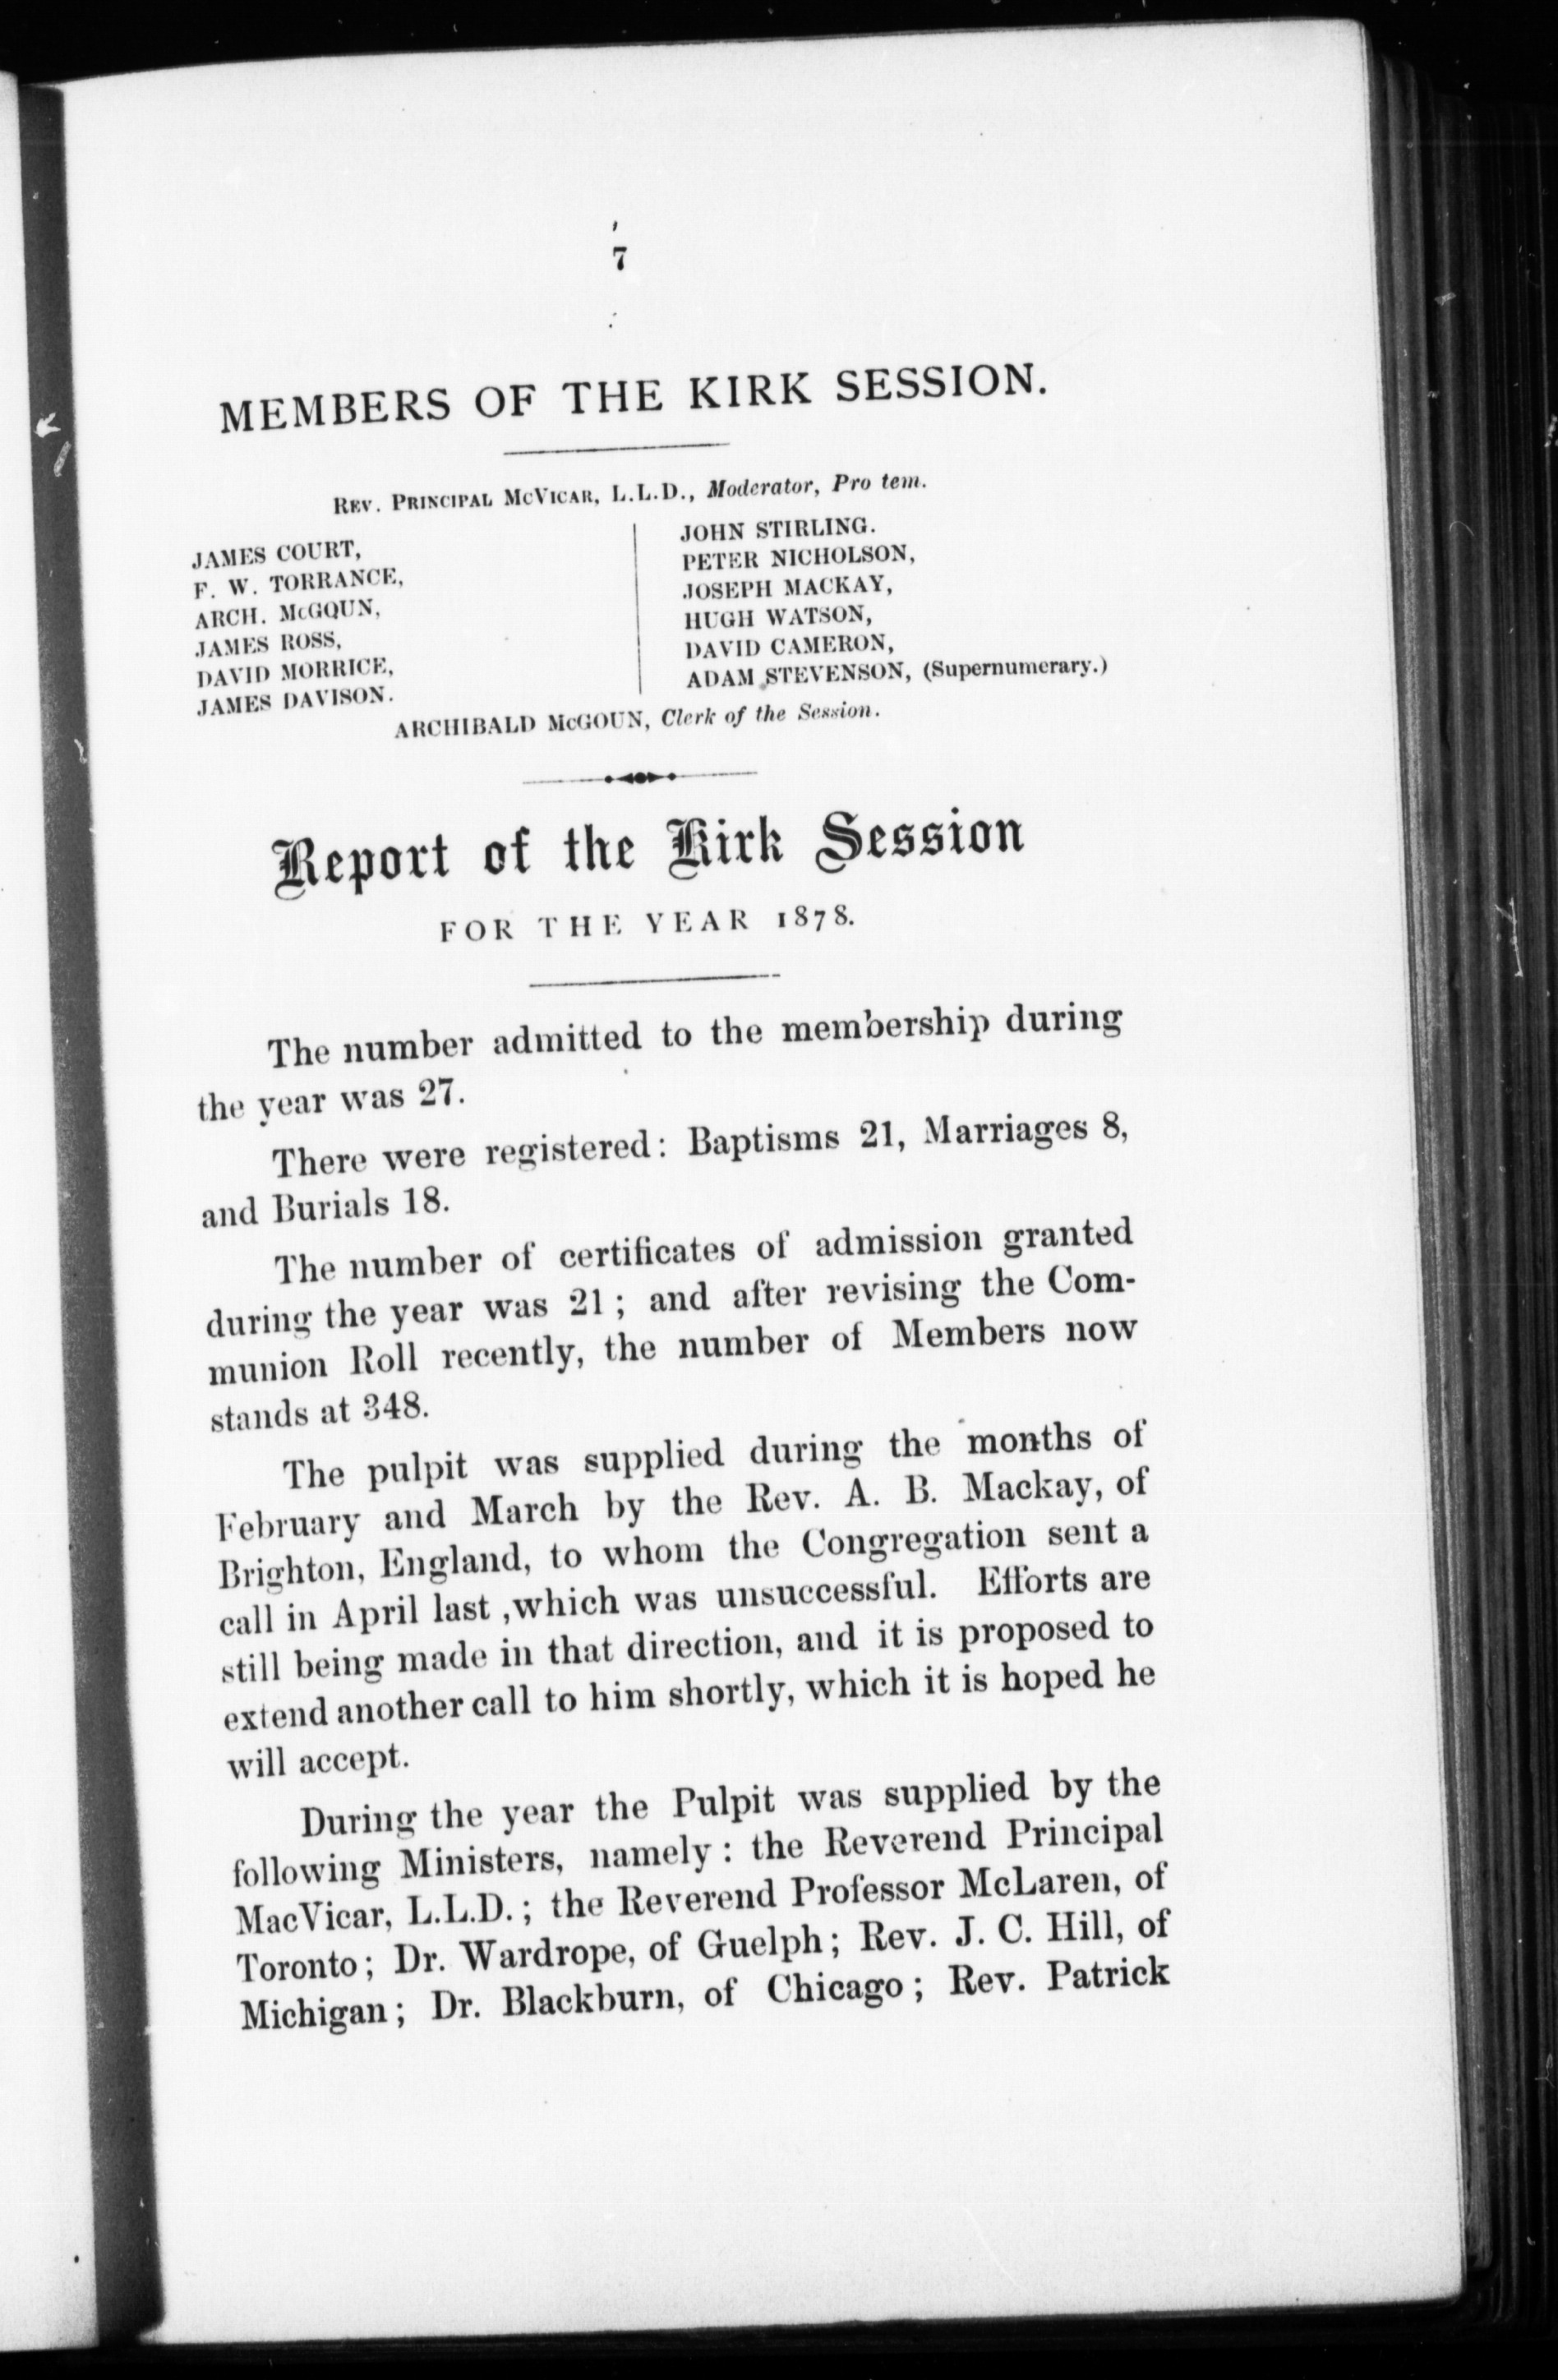 7
MEMBERS OF THE KIRK SESSION.
REV. PRINCIPAL MCVICAR, L.L.D., Moderator, Pro tem.
JAMES COURT,
F. W. TORRANCE,
ARCH. McGOUN,
JAMES ROSS,
DAVID MORRICE,
JAMES DAVISON.
JOHN STIRLING.
PETER NICHOLSON,
JOSEPH MACKAY,
HUGH WATSON,
DAVID CAMERON,
ADAM STEVENSON, (Supernumerary.)
ARCHIBALD McGOUN, Clerk of the Session.
Report of the Kirk Session
FOR THE YEAR 1878.
The number admitted to the membership during
the year was 27.
There were registered: Baptisms 21, Marriages 8,
and Burials 18.
The number of certificates of admission granted
during the year was 21; and after revising the Com-
munion Roll recently, the number of Members now
stands at 348.
The pulpit was supplied during the months of
February and March by the Rev. A. B. Mackay, of
Brighton, England, to whom the Congregation sent a
call in April last ,which was unsuccessful. Efforts are
still being made in that direction, and it is proposed to
extend another call to him shortly, which it is hoped he
will accept.
During the year the Pulpit was supplied by the
following Ministers, namely: the Reverend Principal
MacVicar, L.L.D.; the Reverend Professor McLaren, of
Toronto; Dr. Wardrope, of Guelph; Rev. J. C. Hill, of
Michigan; Dr. Blackburn, of Chicago; Rev. Patrick